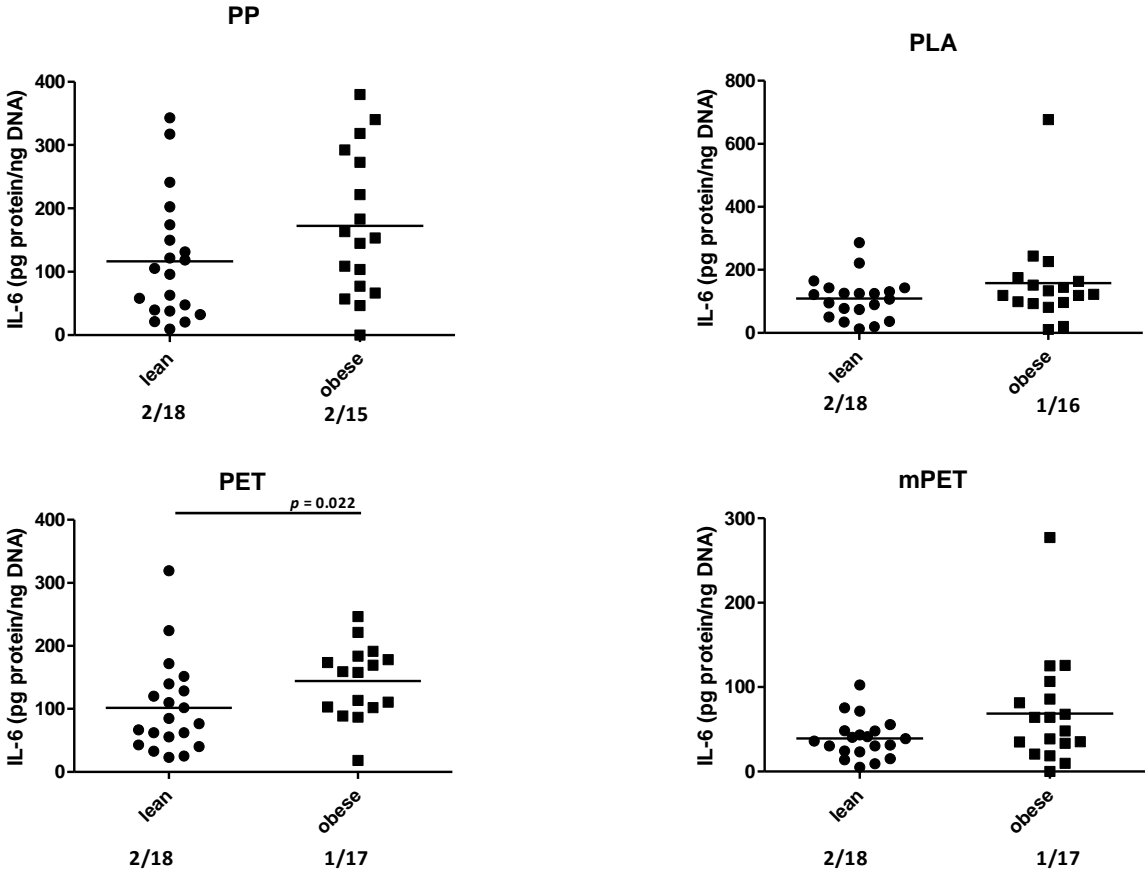 PP
IL-6 (pg protein/ng DNA)
400
300
200
100
0
lean
obese
2/18
2/15
PLA
IL-6 (pg protein/ng DNA)
800
600
400
200
0
lean
obese
2/18
1/16
PET
p = 0.022
IL-6 (pg protein/ng DNA)
400
300
200
100
0
lean
obese
2/18
1/17
mPET
IL-6 (pg protein/ng DNA)
300
200
100
0
lean
obese
2/18
1/17